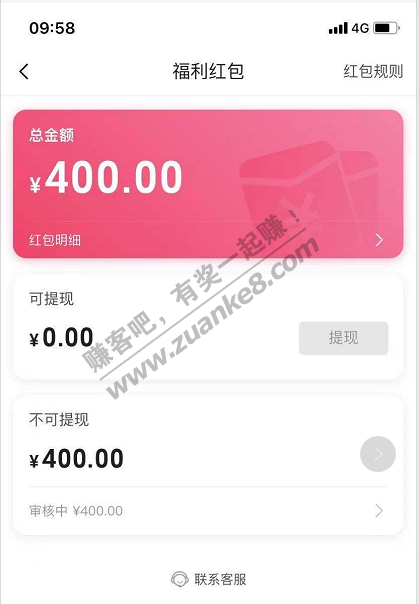 09:58
4G
福利红包
红包规则
总金额
¥400.00
红包明细
可提现
¥0.00
提现
不可提现
¥400.00
审核中 ¥400.00
联系客服
赚客吧，有奖一起赚！
www.zuanke8.com